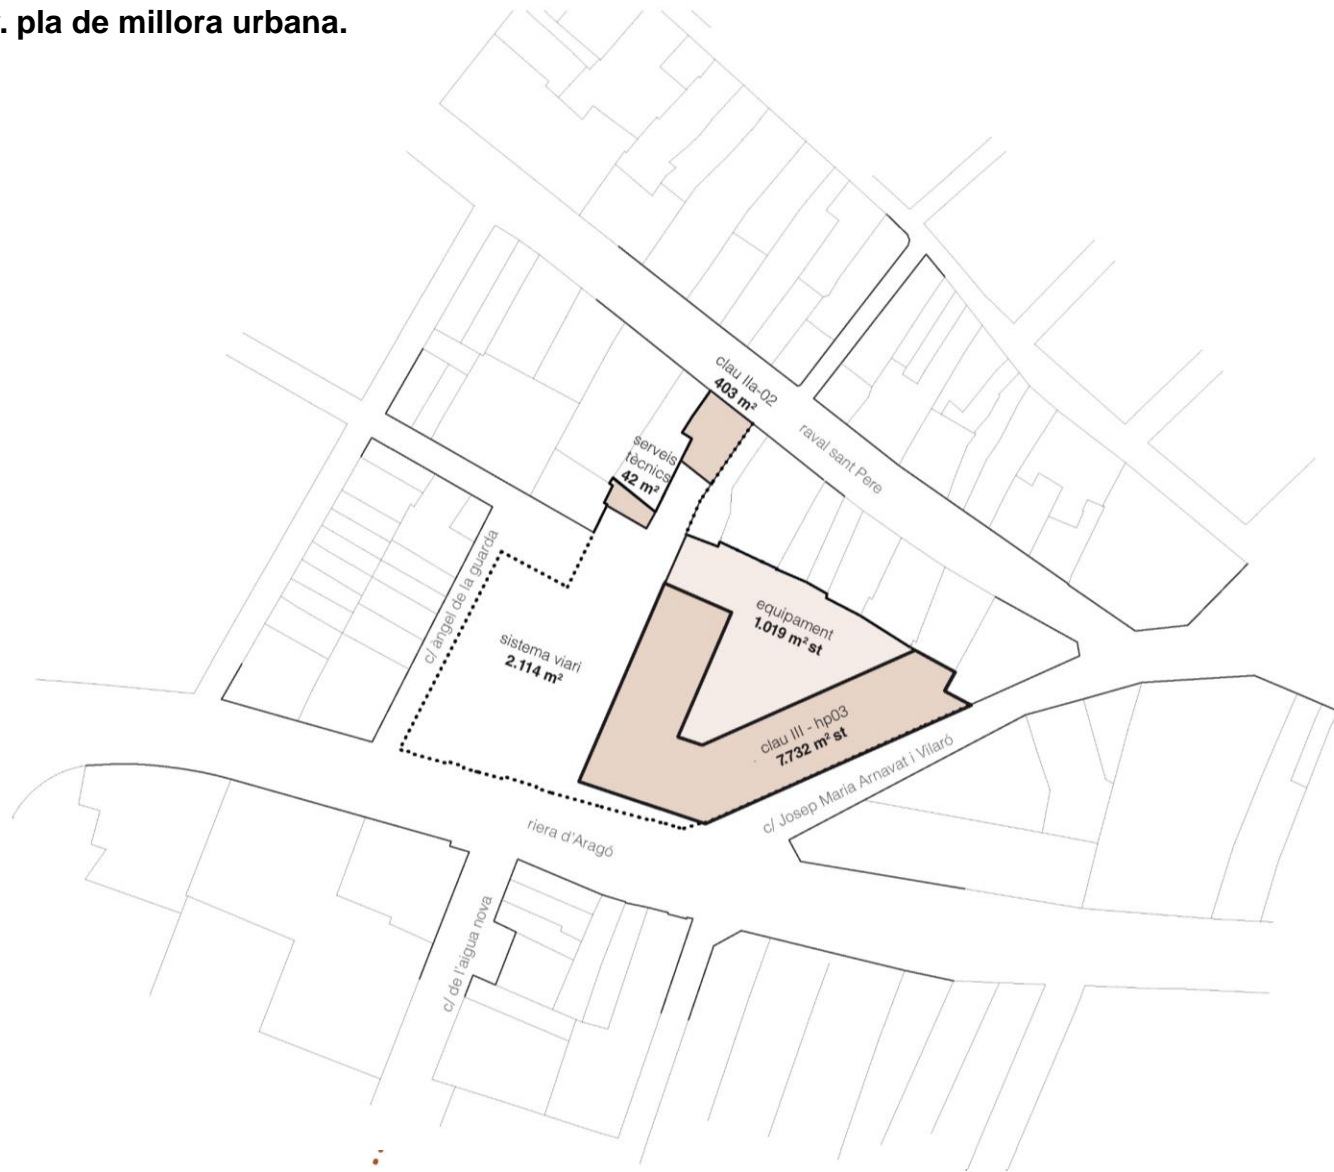 . pla de millora urbana.
clau IIa-02
403 m²
raval sant Pere
serveis
tècnics
42 m²
c/ àngel de la guarda
equipament
1.019 m² st
sistema viari
2.114 m²
clau III - hp03
7.732 m² st
c/ Josep Maria Arnavat i Vilaró
riera d'Aragó
c/ de l'aigua nova